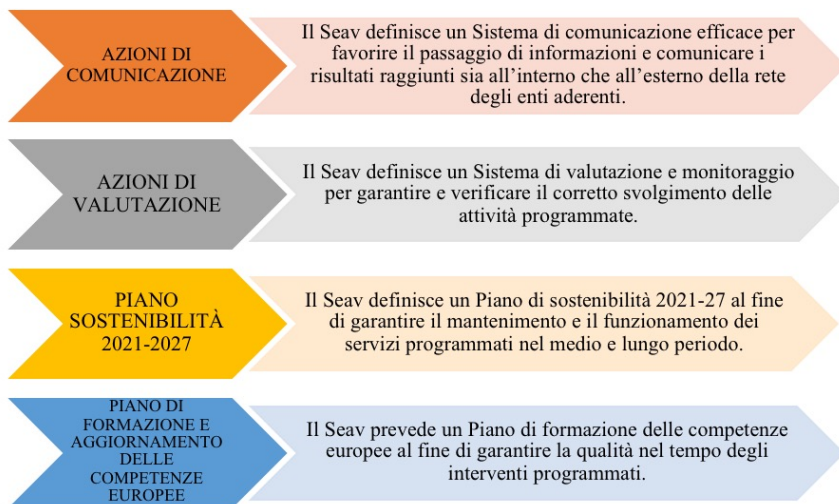 AZIONI DI
COMUNICAZIONE
Il Seav definisce un Sistema di comunicazione efficace per
favorire il passaggio di informazioni e comunicare i
risultati raggiunti sia all'interno che all'esterno della rete
degli enti aderenti.
AZIONI DI
VALUTAZIONE
Il Seav definisce un Sistema di valutazione e monitoraggio
per garantire e verificare il corretto svolgimento delle
attività programmate.
PIANO
SOSTENIBILITÀ
2021-2027
Il Seav definisce un Piano di sostenibilità 2021-27 al fine
di garantire il mantenimento e il funzionamento dei
servizi programmati nel medio e lungo periodo.
PIANO DI
FORMAZIONE E
AGGIORNAMENTO
DELLE
COMPETENZE
EUROPEE
Il Seav prevede un Piano di formazione delle competenze
europee al fine di garantire la qualità nel tempo degli
interventi programmati.